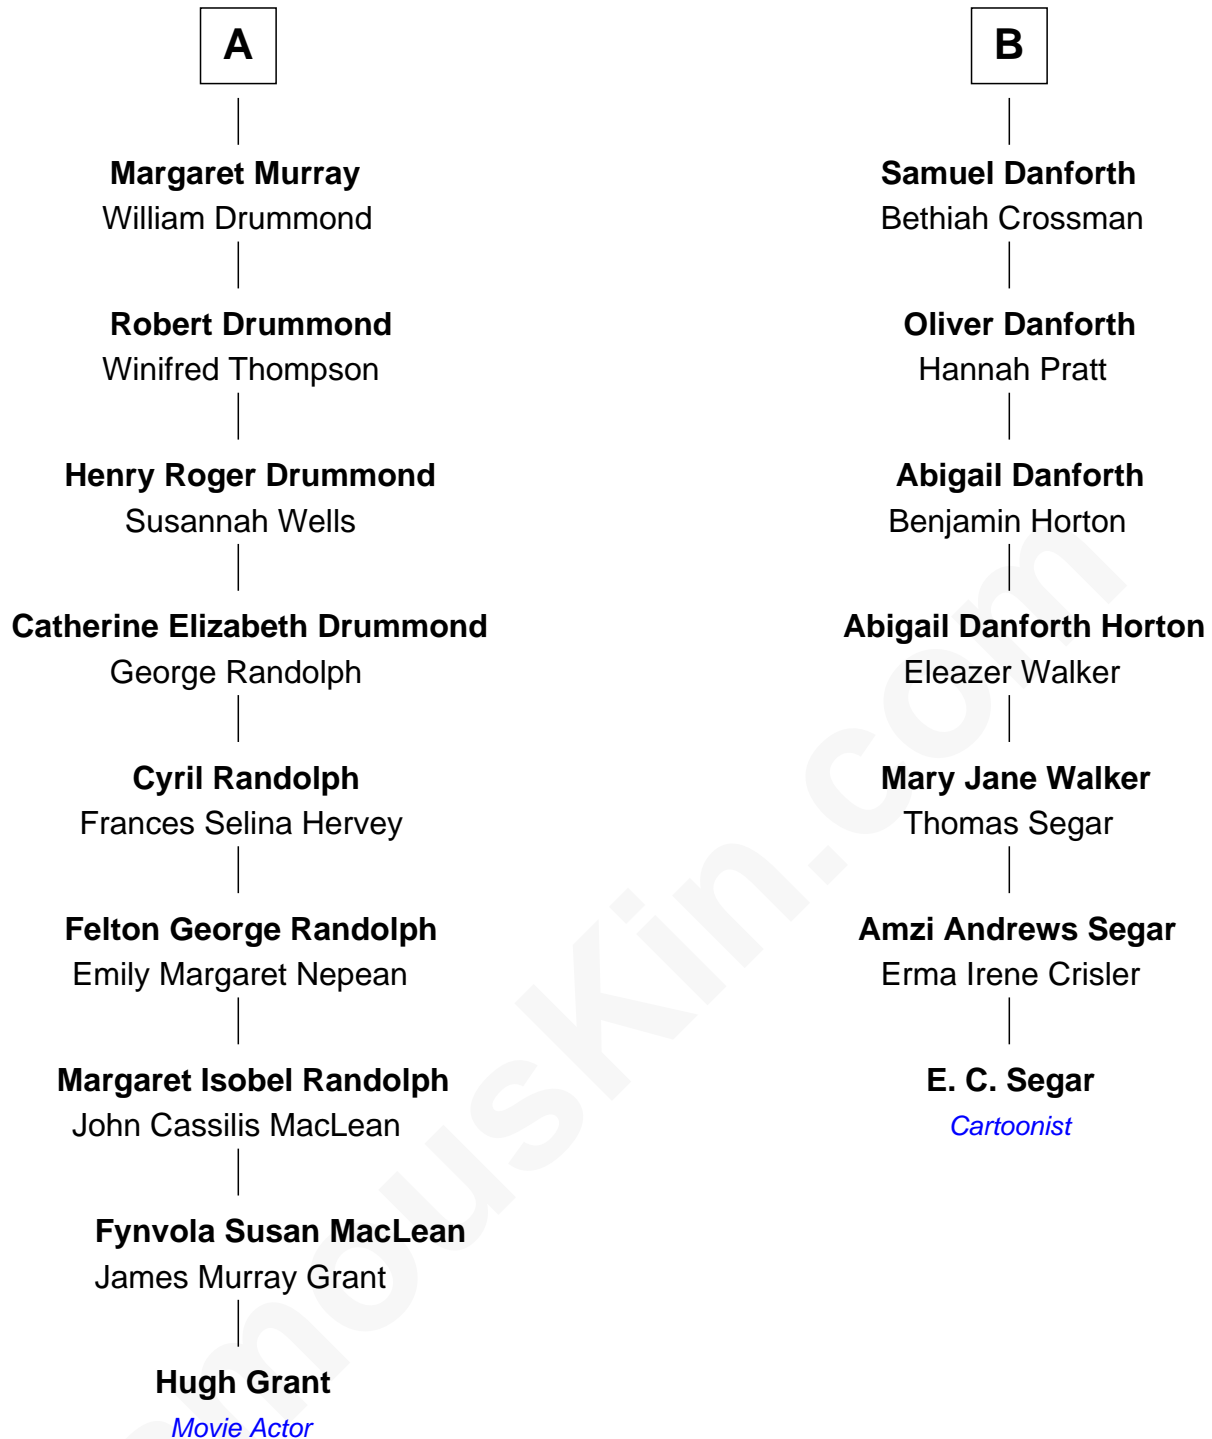 A
Margaret Murray
William Drummond
Robert Drummond
Winifred Thompson
Henry Roger Drummond
Susannah Wells
Catherine Elizabeth Drummond
George Randolph
Cyril Randolph
Frances Selina Hervey
Felton George Randolph
Emily Margaret Nepean
Margaret Isobel Randolph
John Cassilis MacLean
Fynvola Susan MacLean
James Murray Grant
Hugh Grant
Movie Actor
B
Samuel Danforth
Bethiah Crossman
Oliver Danforth
Hannah Pratt
Abigail Danforth
Benjamin Horton
Abigail Danforth Horton
Eleazer Walker
Mary Jane Walker
Thomas Segar
Amzi Andrews Segar
Erma Irene Crisler
E. C. Segar
Cartoonist
mouskin.com